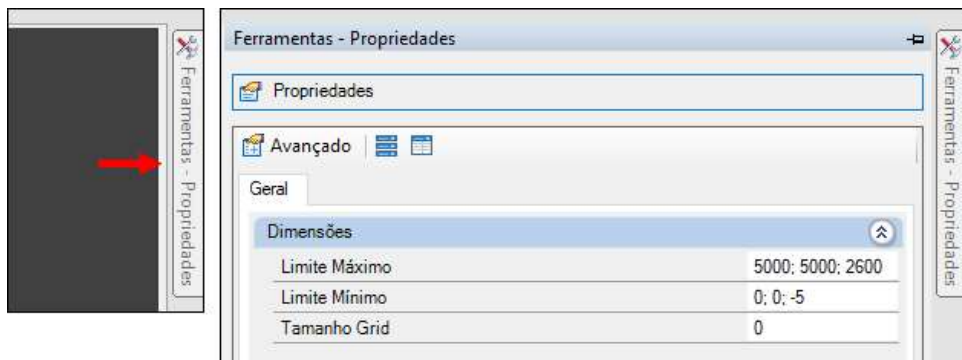 Ferramentas - Propriedades
Ferramentas - Propriedades
Propriedades
Avançado
Geral
Dimensões
Limite Máximo 5000; 5000; 2600
Limite Mínimo 0; 0; -5
Tamanho Grid 0
Ferramentas - Propriedades